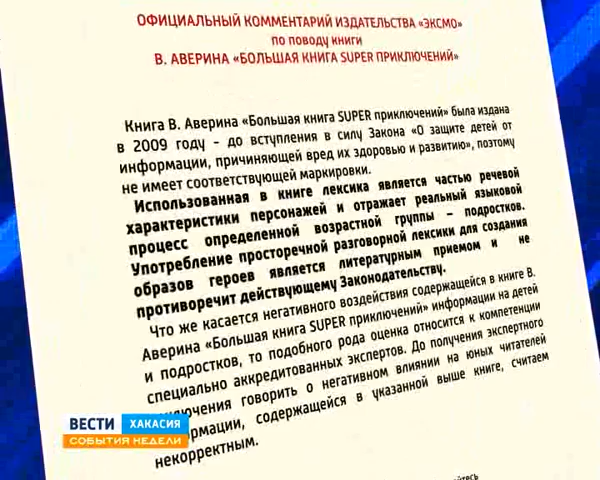 ОФИЦИАЛЬНЫЙ КОММЕНТАРИЙ ИЗДАТЕЛЬСТВА «ЭКСМО»
по поводу книги
В. АВЕРИНА «БОЛЬШАЯ КНИГА SUPER ПРИКЛЮЧЕНИЙ»
Книга В. Аверина «Большая книга SUPER приключений» была издана
в 2009 году - до вступления в силу Закона «О защите детей от
информации, причиняющей вред их здоровью и развитию», поэтому
не имеет соответствующей маркировки.
Использованная в книге лексика является частью речевой
характеристики персонажей и отражает реальный языковой
процесс определенной возрастной группы – подростков.
Употребление просторечной разговорной лексики для создания
образов героев является литературным приемом и не
противоречит действующему Законодательству.
Что же касается негативного воздействия содержащейся в книге В.
Аверина «Большая книга SUPER приключений» информации на детей
и подростков, то подобного рода оценка относится к компетенции
специально аккредитованных экспертов. До получения экспертного
говорить о негативном влиянии на юных читателей
содержащейся в указанной выше книге, считаем
некорректным.
ВЕСТИ ХАКАСИЯ
СОБЫТИЯ НЕДЕЛИ